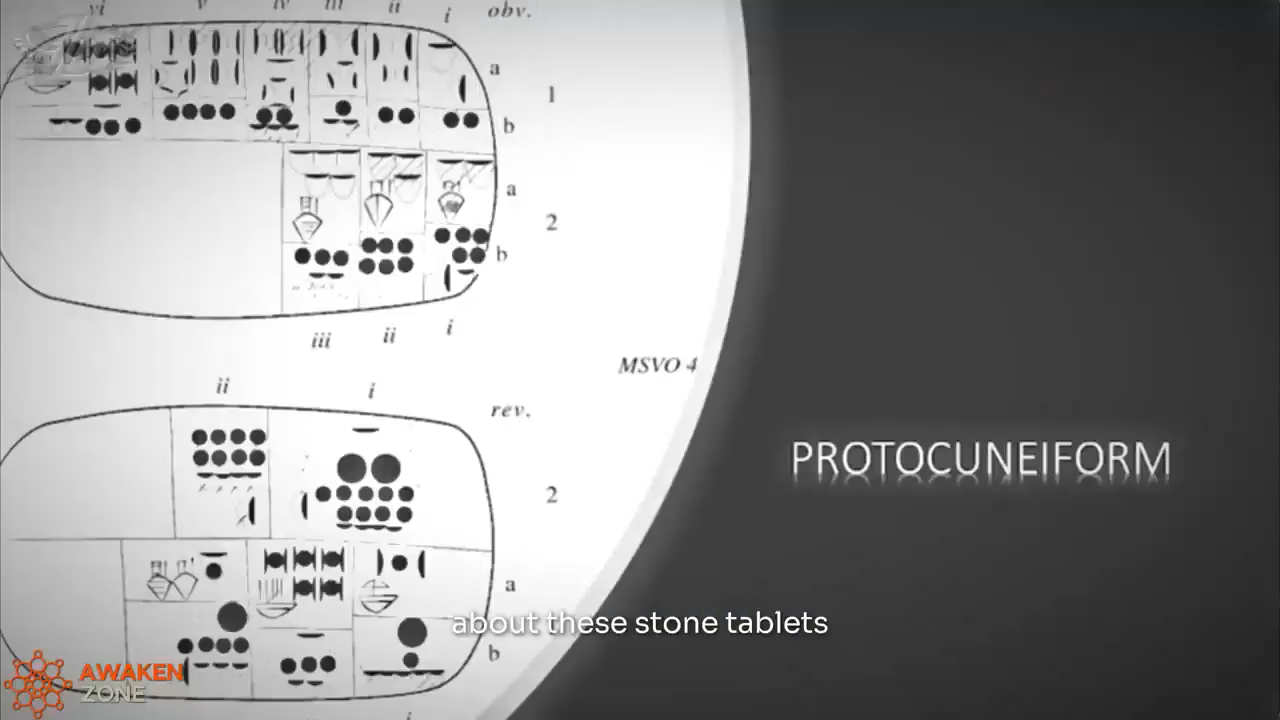 vi v iv iii ii i obv.
a
1
b
a
2
b
iii ii i
MSVO 4
ii i rev.
2
a
b
i
PROTOCUNEIFORM
about these stone tablets
AWAKEN
ZONE